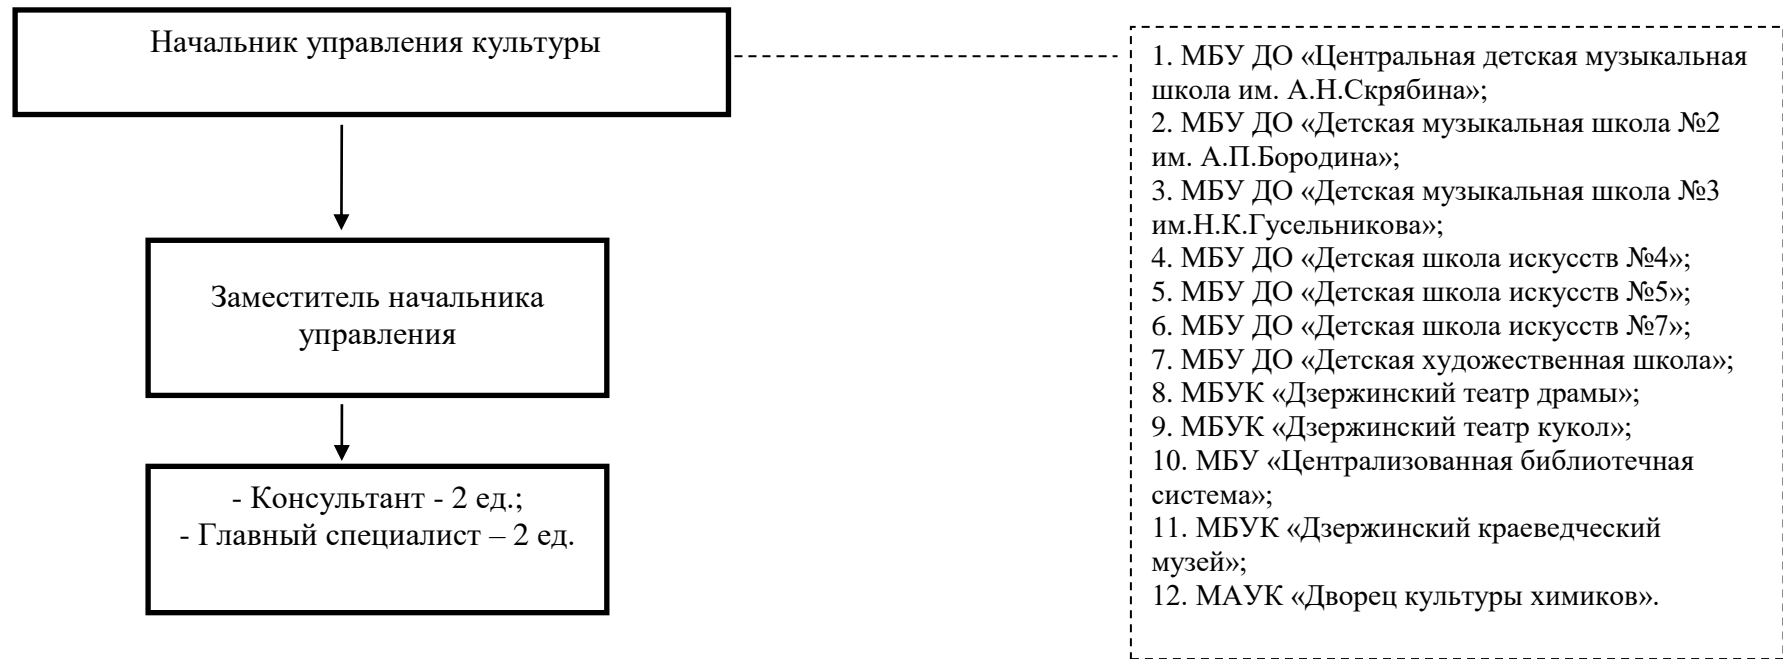 Начальник управления культуры
Заместитель начальника
управления
- Консультант - 2 ед.;
- Главный специалист – 2 ед.
1. МБУ ДО «Центральная детская музыкальная
школа им. А.Н.Скрябина»;
2. МБУ ДО «Детская музыкальная школа №2
им. А.П.Бородина»;
3. МБУ ДО «Детская музыкальная школа №3
им.Н.К.Гусельникова»;
4. МБУ ДО «Детская школа искусств №4»;
5. МБУ ДО «Детская школа искусств №5»;
6. МБУ ДО «Детская школа искусств №7»;
7. МБУ ДО «Детская художественная школа»;
8. МБУК «Дзержинский театр драмы»;
9. МБУК «Дзержинский театр кукол»;
10. МБУ «Централизованная библиотечная
система»;
11. МБУК «Дзержинский краеведческий
музей»;
12. МАУК «Дворец культуры химиков».